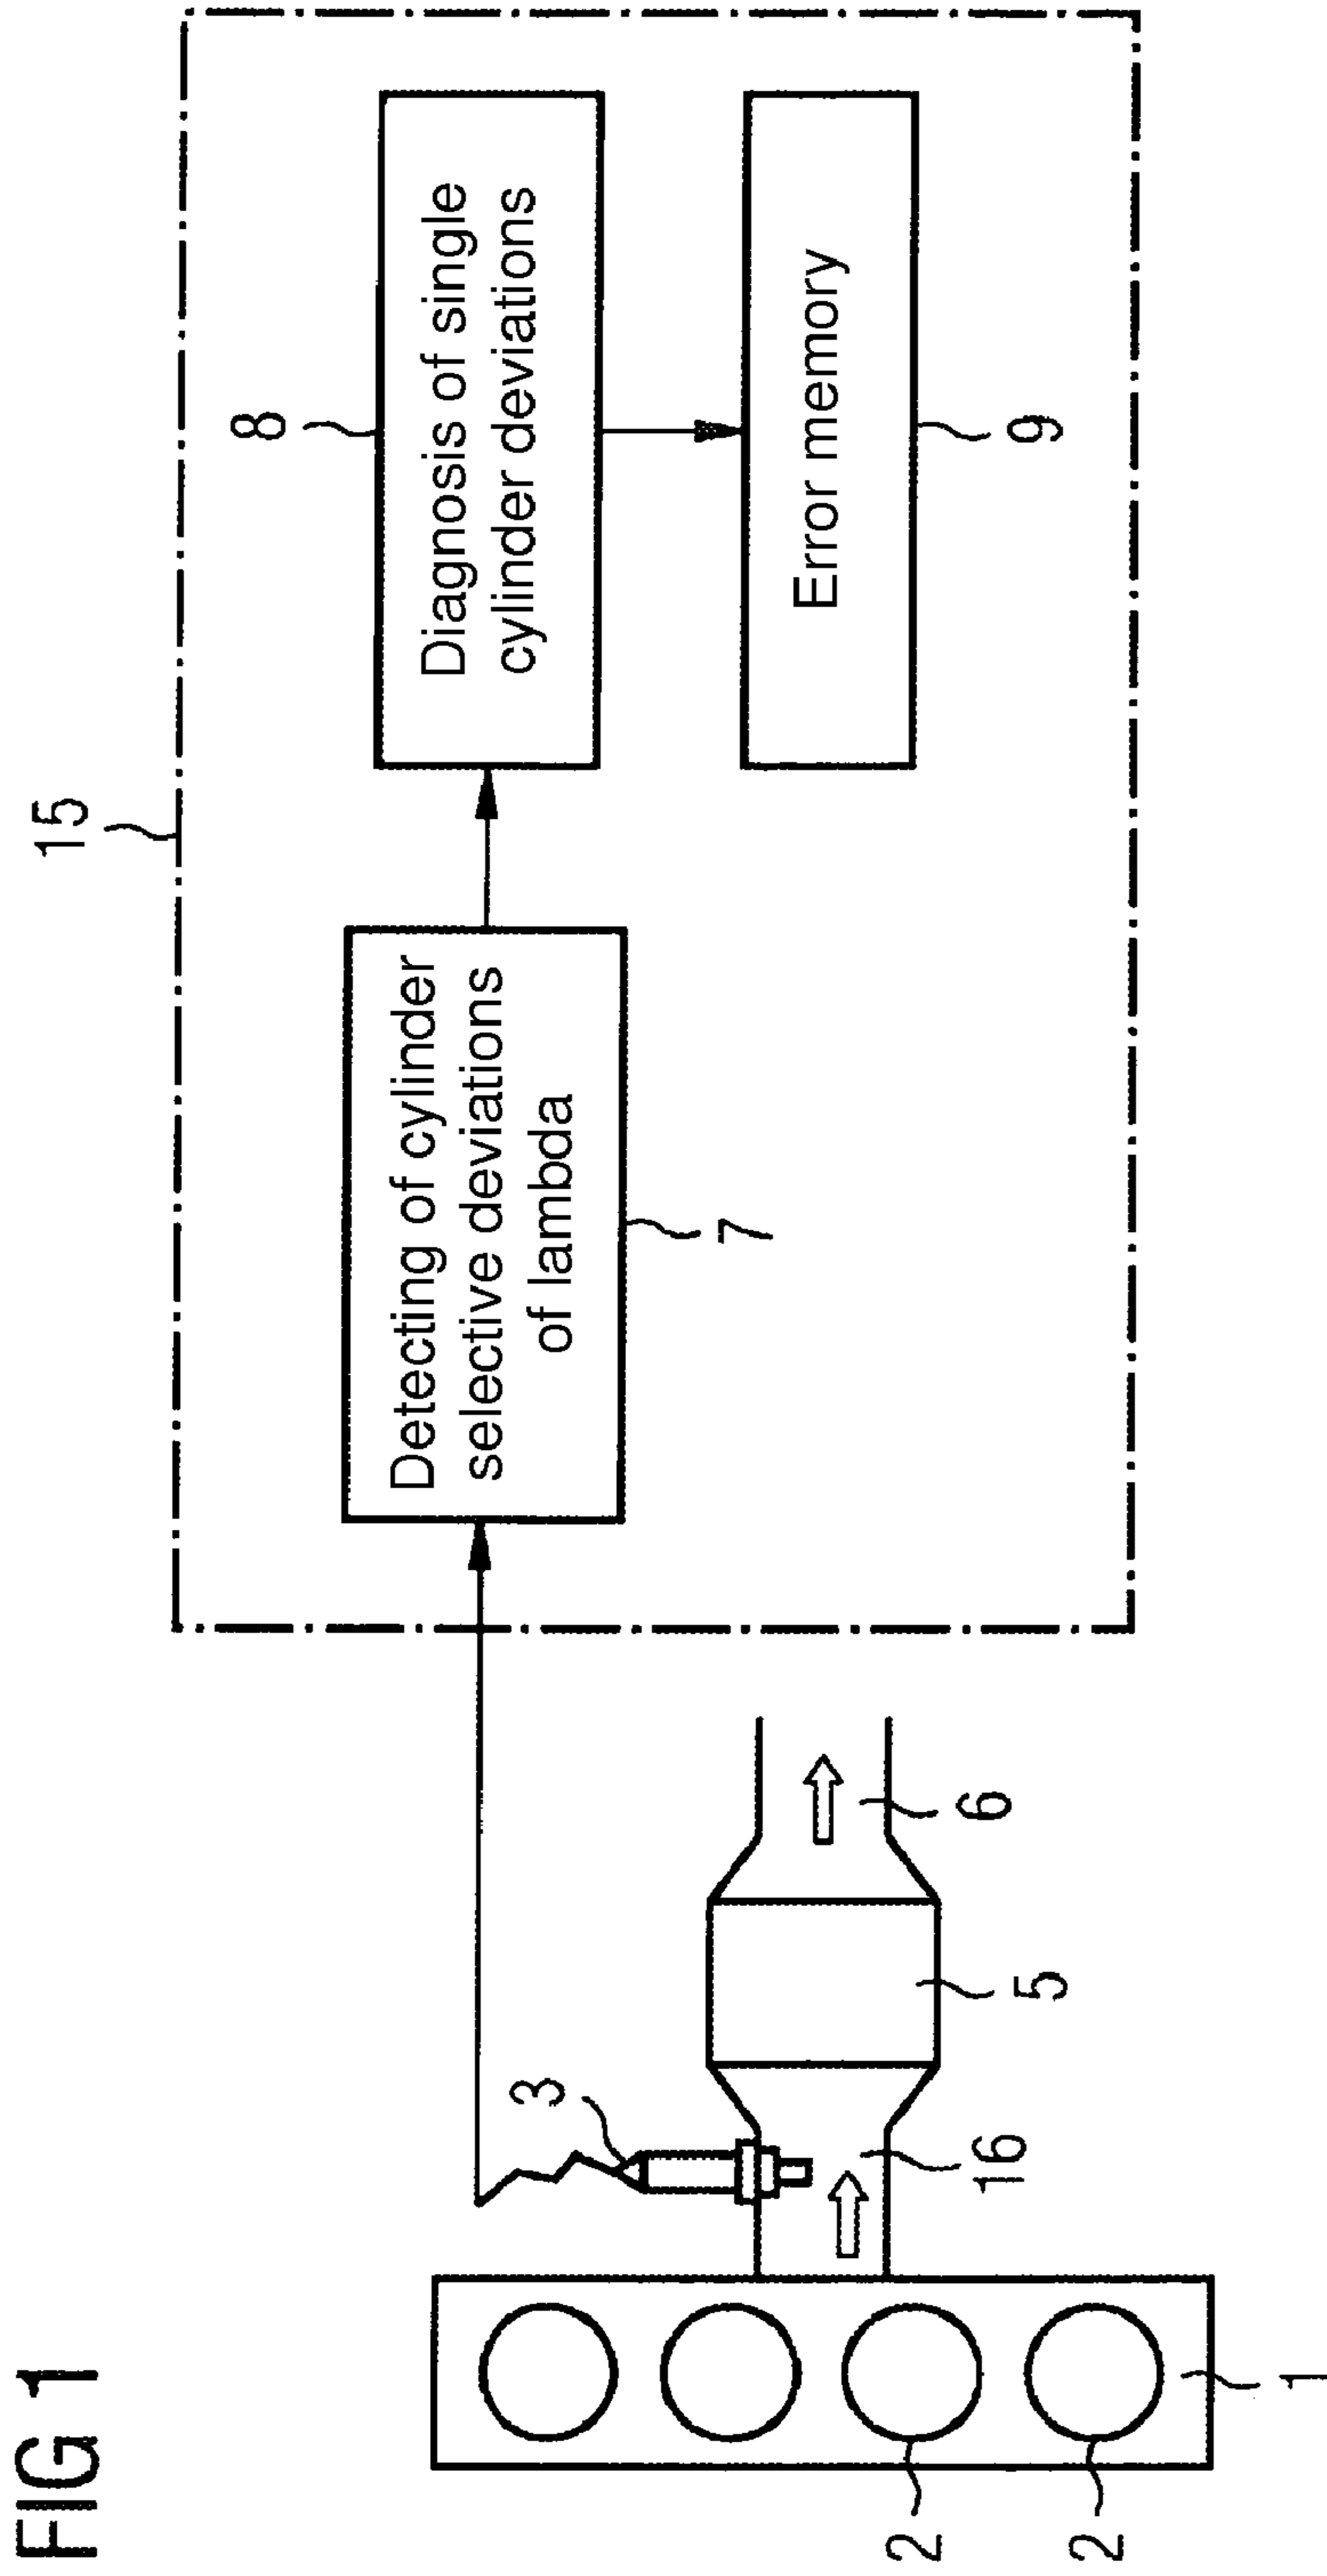 FIG 1
15
8
Diagnosis of single
cylinder deviations
Detecting of cylinder
selective deviations
of lambda
7
Error memory
9
3
6
5
16
2
2
1